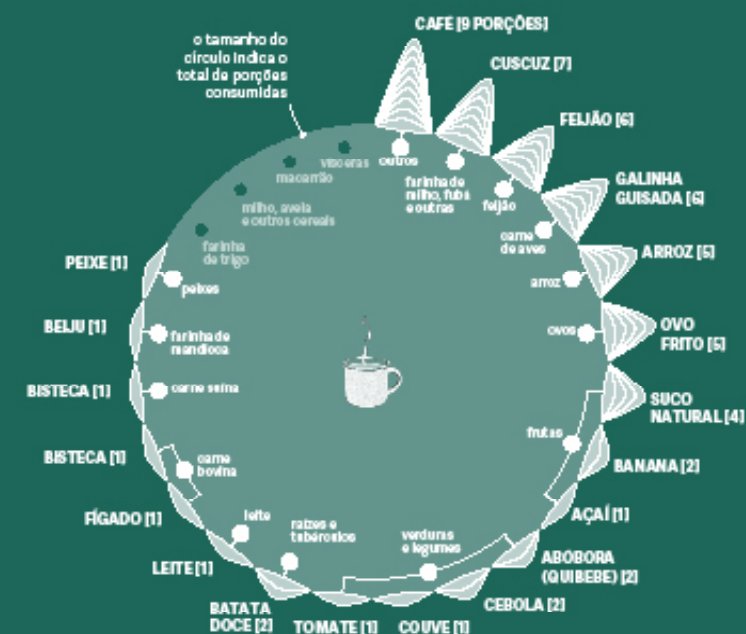 o tamanho do
círculo indica o
total de porções
consumidas
CAFÉ [9 PORÇÕES]
CUSCUZ [7]
FEIJÃO [6]
GALINHA
GUISADA [6]
ARROZ [5]
OVO
FRITO [5]
SUCO
NATURAL [4]
BANANA [2]
AÇAÍ [1]
ABOBORA
(QUIBEBE) [2]
CEBOLA [2]
COUVE [1]
TOMATE [1]
BATATA
DOCE [2]
LEITE [1]
FÍGADO [1]
BISTECA [1]
BISTECA [1]
BEIJU [1]
PEIXE [1]
vísceras
macarrão
milho, aveia
e outros cereais
farinha
de trigo
outros
farinha de
milho, fubá
e outras
feijão
carne
de aves
arroz
ovos
frutas
verduras
e legumes
raízes e
tubérculos
leite
carne
bovina
carne suína
farinha de
mandioca
peixes